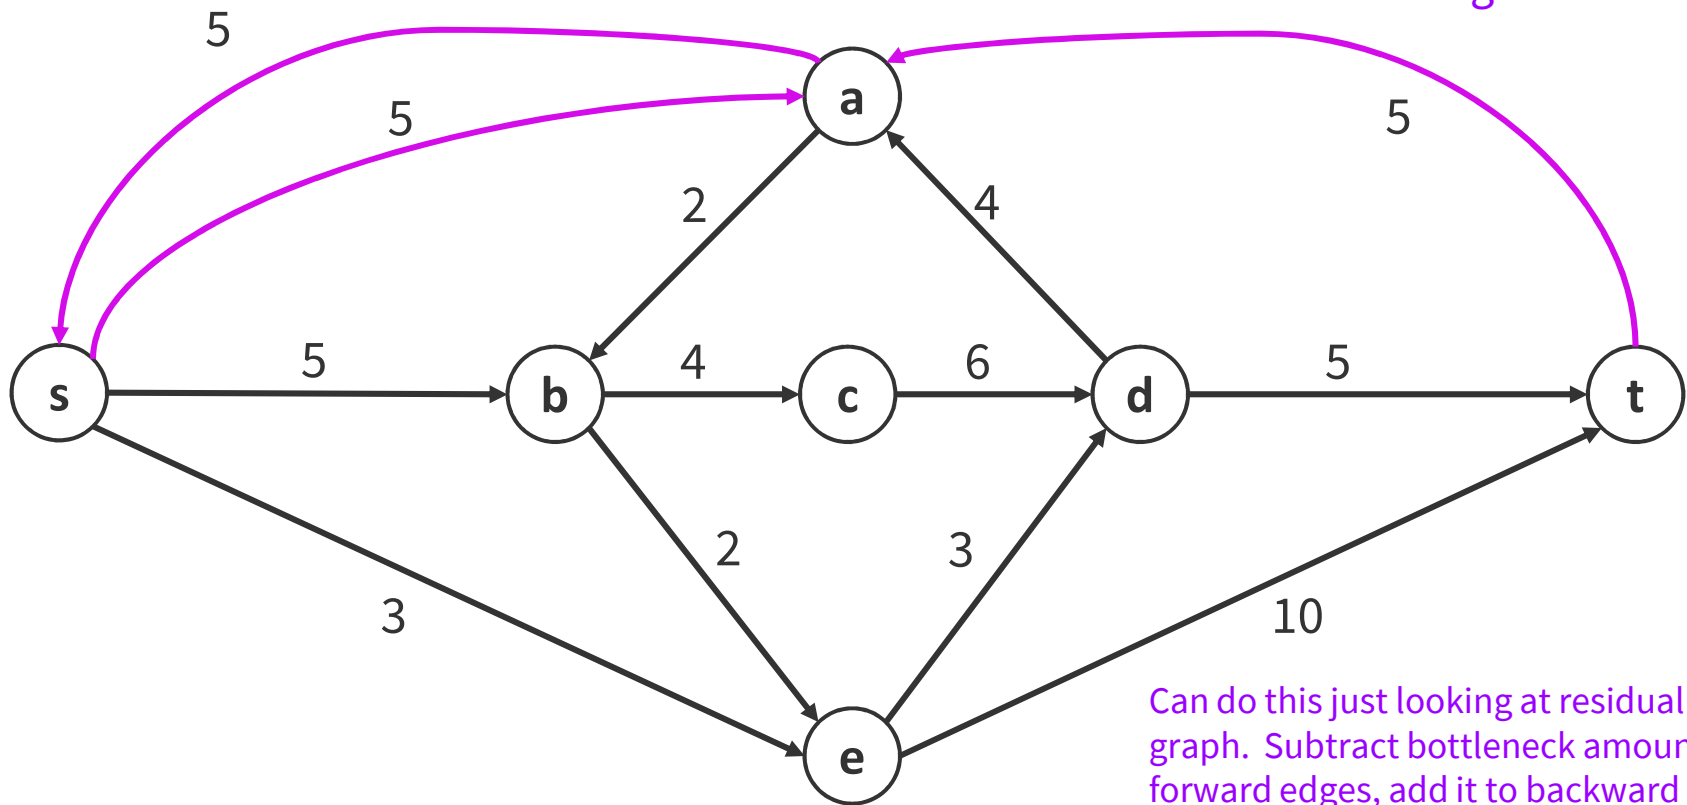 5
5
a
5
2
4
s
5
b
4
c
6
d
5
t
2
3
3
10
e
Can do this just looking at residual
graph. Subtract bottleneck
forward edges, add it to backward